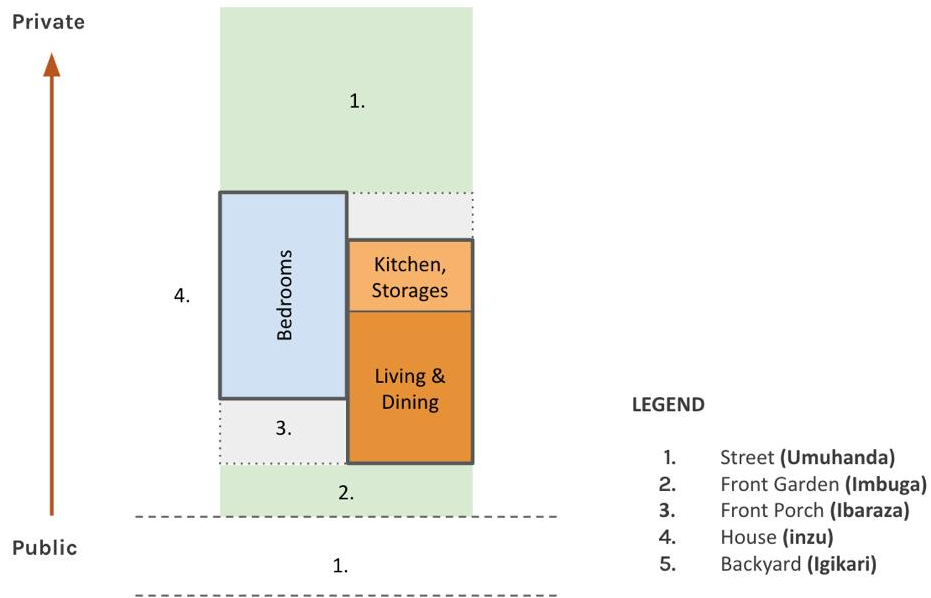 Private
1.
Bedrooms
Kitchen,
Storages
4.
Living &
Dining
3.
2.
Public
1.
LEGEND
1. Street (Umuhanda)
2. Front Garden (Imbuga)
3. Front Porch (Ibaraza)
4. House (inzu)
5. Backyard (Igikari)